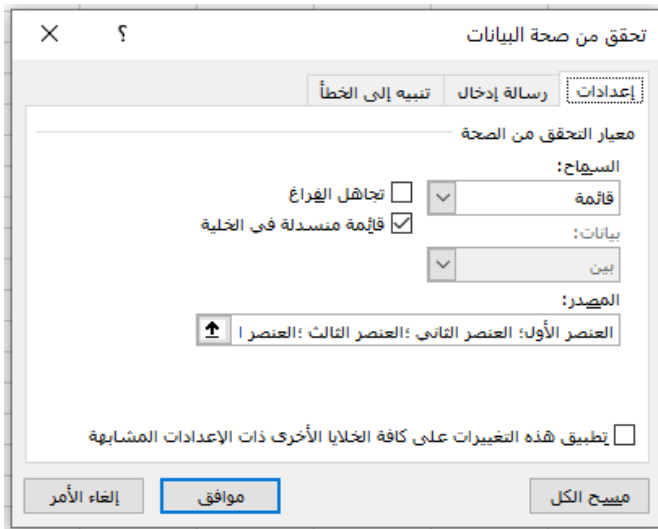 تحقق من صحة البيانات ؟
إعدادات رسالة إدخال تنبيه إلى الخطأ
معيار التحقق من الصحة
السماح:
قائمة
تجاهل الفراغ
قائمة منسدلة في الخلية
بيانات:
بين
المصدر:
العنصر الأول؛ العنصر الثاني ؛العنصر الثالث ؛العنصر ا
تطبيق هذه التغييرات على كافة الخلايا الأخرى ذات الإعدادات المشابهة
مسح الكل موافق إلغاء الأمر